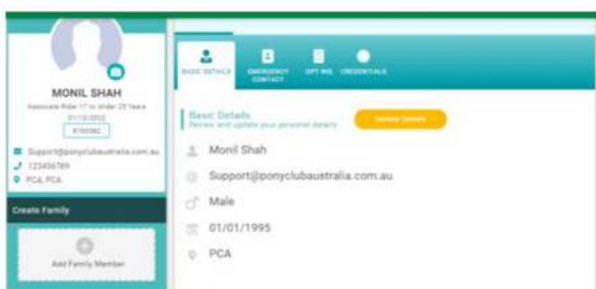 MONIL SHAH
Associate Rider 17 to Under 25 Years
Support@ponyclubaustralia.com.au
123456789
PCA, PCA
Create Family
Add Family Member
BASIC DETAILS
EMERGENCY CONTACT
OPT INS
CREDENTIALS
Basic Details
Review and update your personal details
Update Details
Monil Shah
Support@ponyclubaustralia.com.au
Male
01/01/1995
PCA